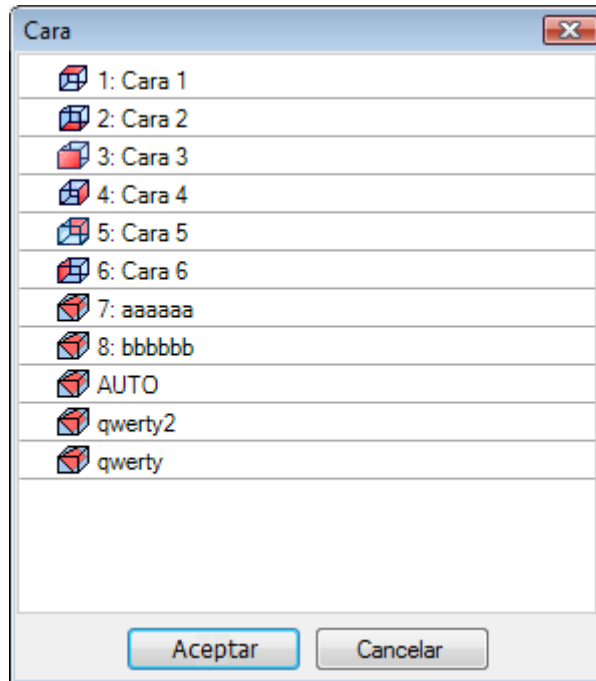 Cara
1: Cara 1
2: Cara 2
3: Cara 3
4: Cara 4
5: Cara 5
6: Cara 6
7: aaaaaa
8: bbbbbb
AUTO
qwerty2
qwerty
Aceptar
Cancelar